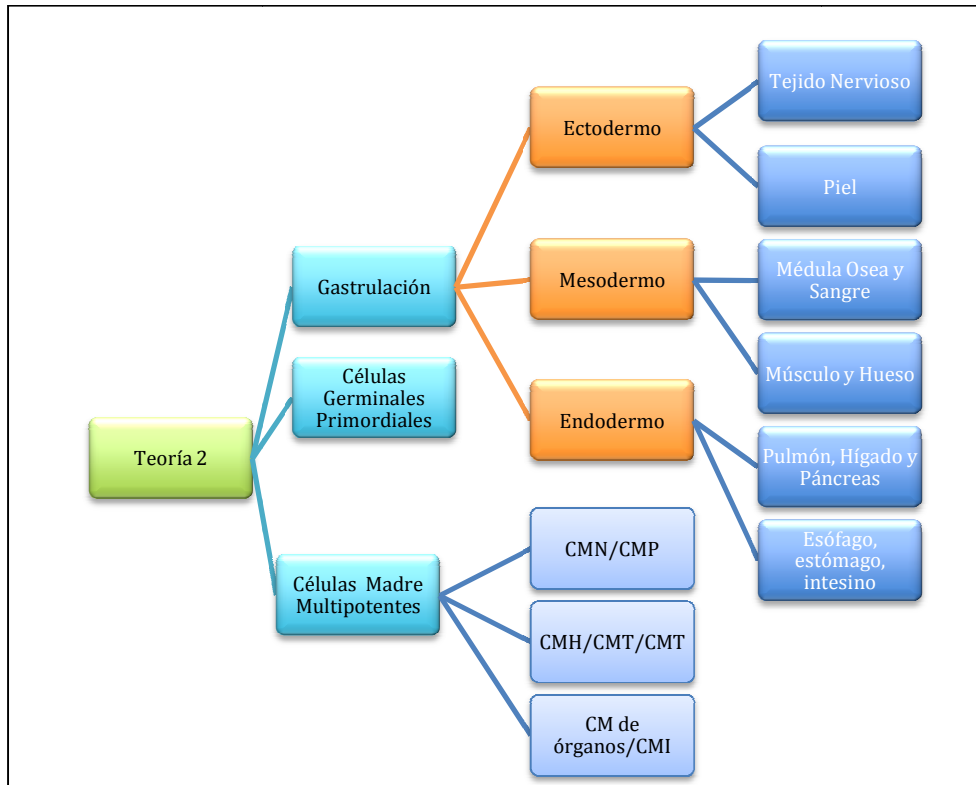 Teoría 2
Gastrulación
Ectodermo
Tejido Nervioso
Piel
Mesodermo
Médula Osea y
Sangre
Músculo y Hueso
Endodermo
Pulmón, Hígado y
Páncreas
Esófago,
estómago,
intesino
Células
Germinales
Primordiales
Células Madre
Multipotentes
CMN/CMP
CMH/CMT/CMT
CM de
órganos/CMI